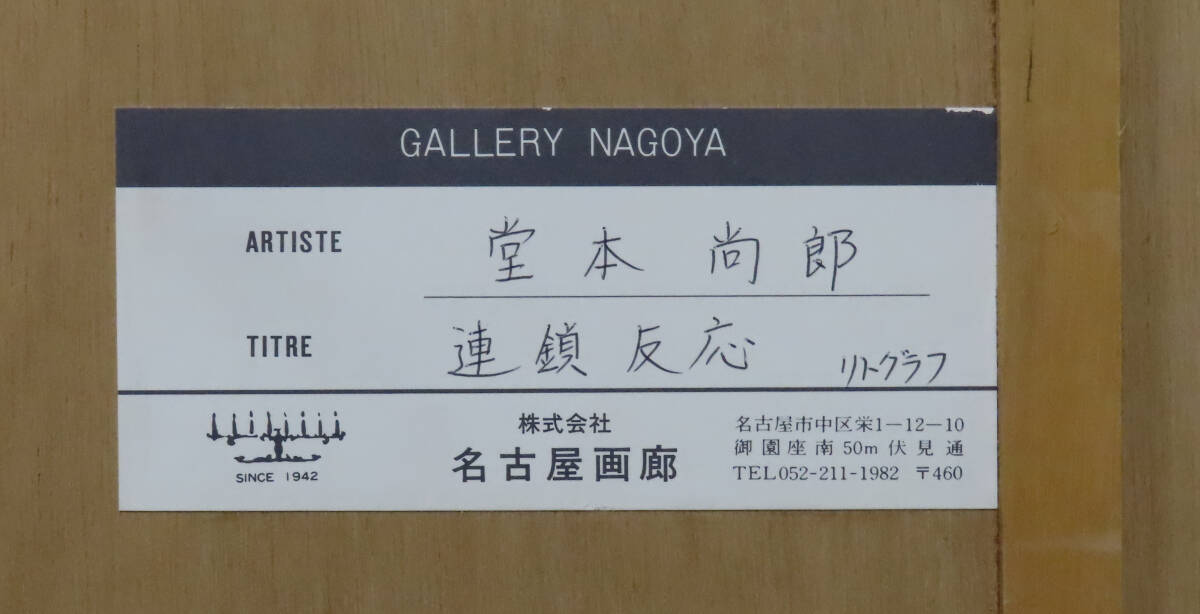 GALLERY NAGOYA
ARTISTE 堂本尚郎
TITRE 連鎖反応 リトグラフ
SINCE 1942
株式会社
名古屋画廊
名古屋市中区栄1-12-10
御園座南50m伏見通
TEL052-211-1982 〒460